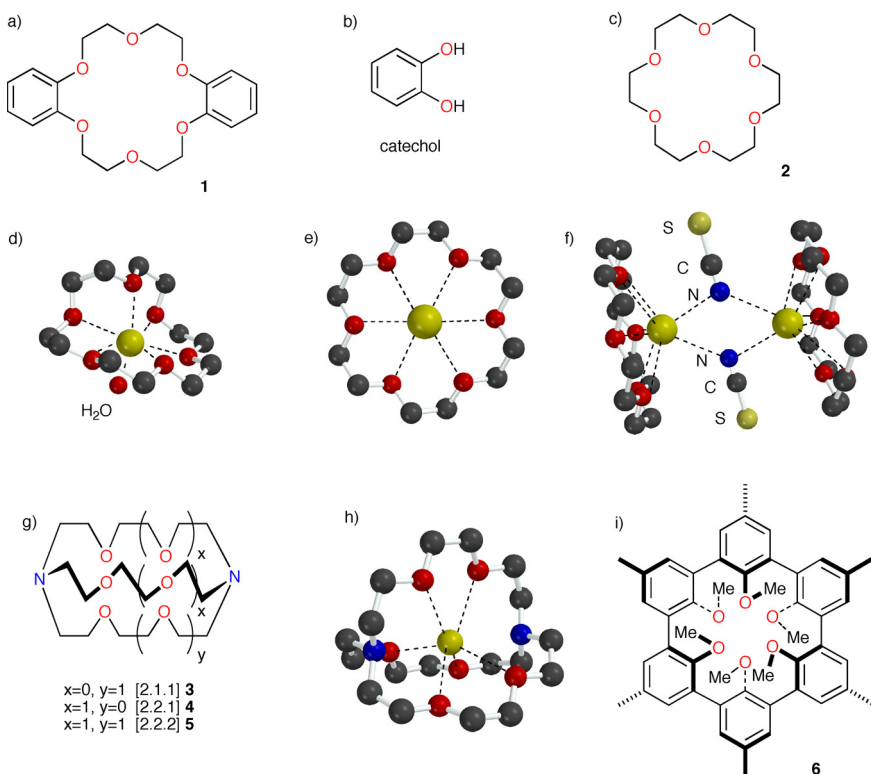 a)
O
O
O
O
O
O
1
b)
OH
OH
catechol
c)
O
O
O
O
O
O
2
d)
H₂O
e)
f)
S
C
N
N
C
S
g)
O
O
x
N
O
O
N
x
O
O
y
x=0, y=1 [2.1.1] 3
x=1, y=0 [2.2.1] 4
x=1, y=1 [2.2.2] 5
h)
i)
Me
Me
O
O
O
Me
O
O
Me
Me
O
Me
6